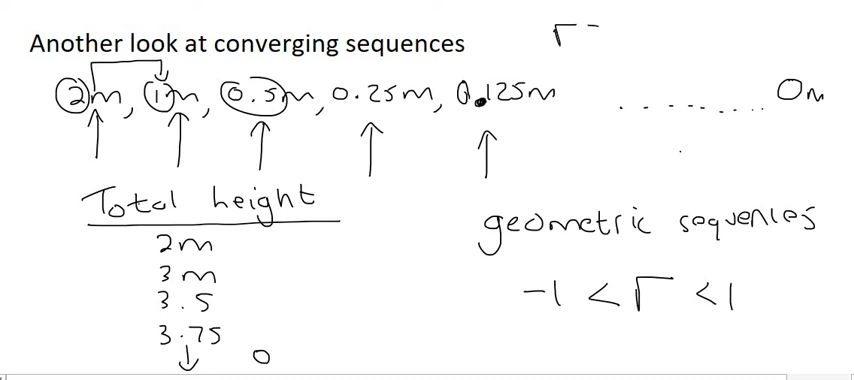 r =
Another look at converging sequences
2m, 1m, 0.5m, 0.25m, 0.125m ............ 0m
Total height
2m
3m
3.5
3.75
0
geometric sequences
-1 < r < 1